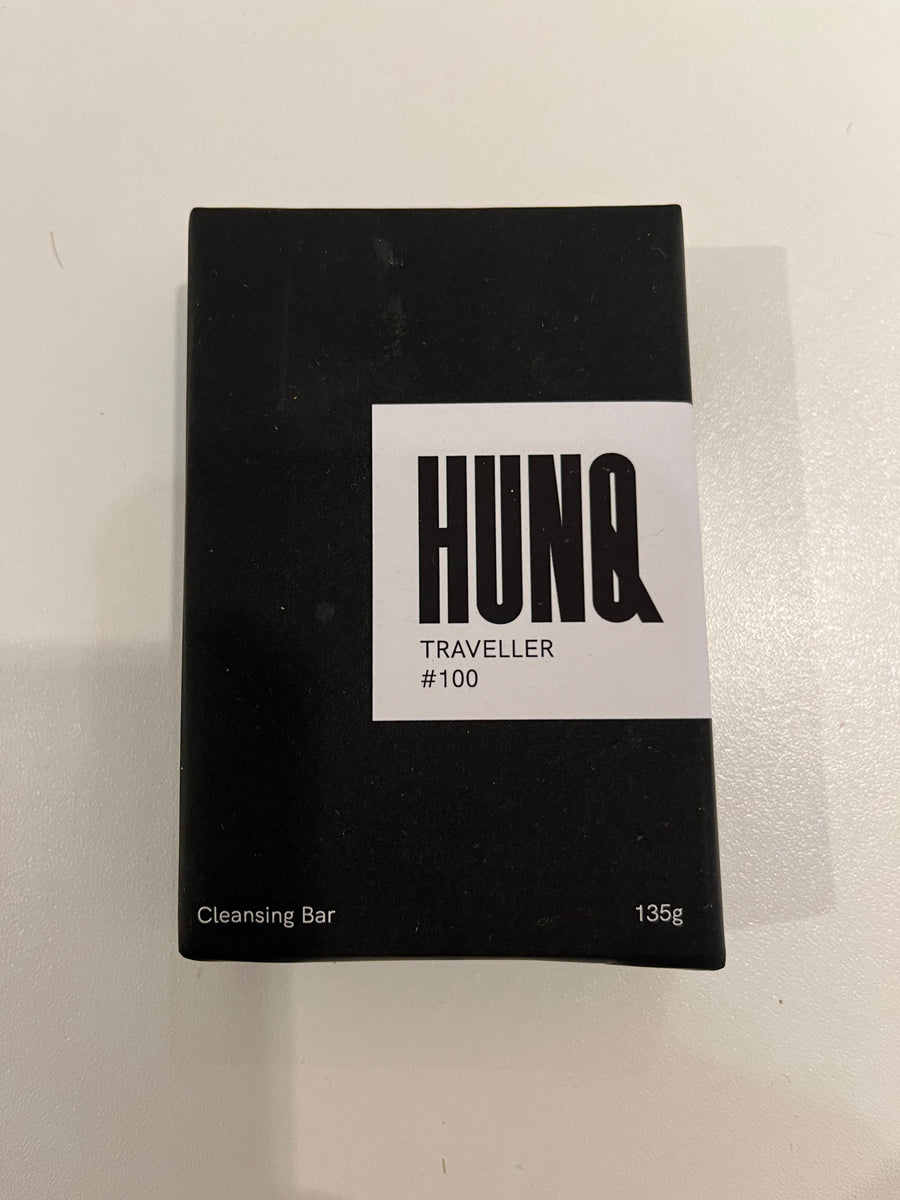 HUNQ
TRAVELLER
#100
Cleansing Bar
135g